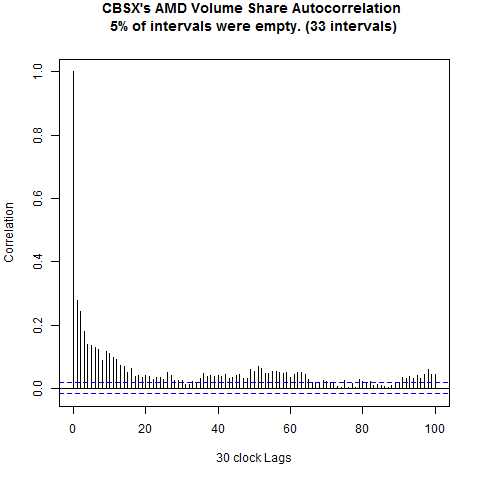 CBSX's AMD Volume Share Autocorrelation
5% of intervals were empty. (33 intervals)
Correlation
1.0
0.8
0.6
0.4
0.2
0.0
0 20 40 60 80 100
30 clock Lags